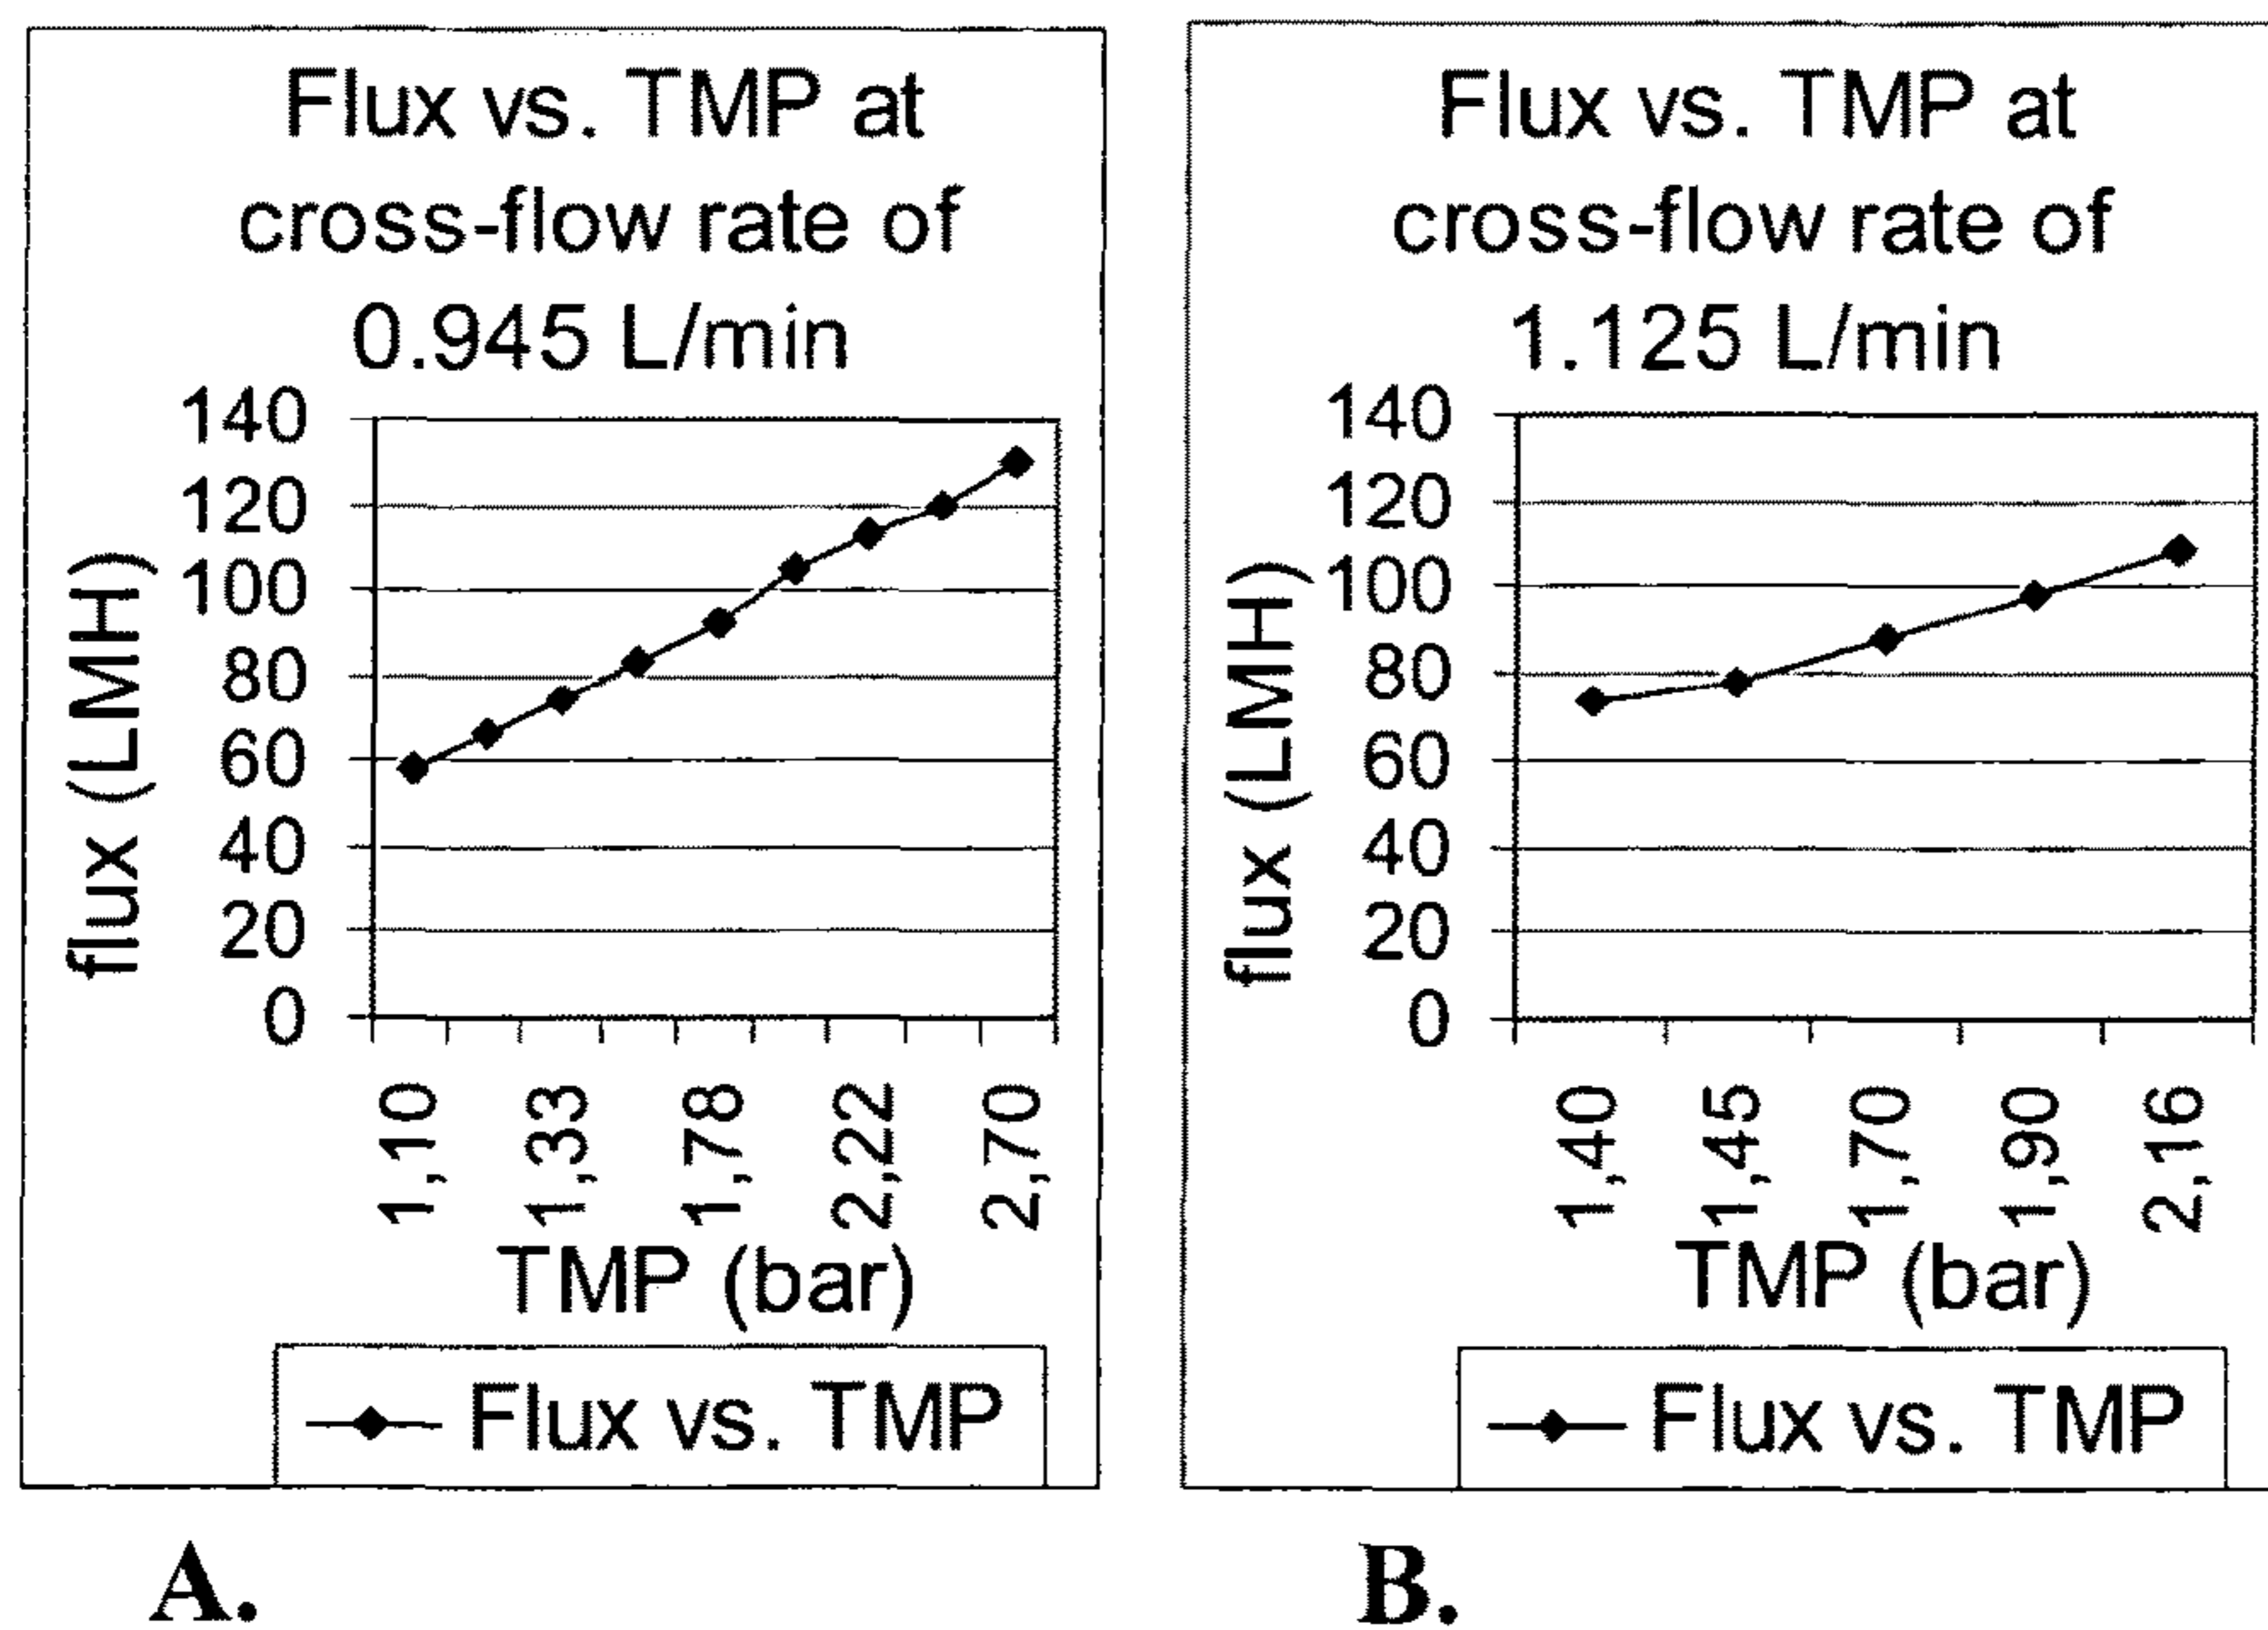 Flux vs. TMP at
cross-flow rate of
0.945 L/min
140
120
100
80
60
40
20
0
flux (LMH)
1,10
1,33
1,78
2,22
2,70
TMP (bar)
Flux vs. TMP
A.
Flux vs. TMP at
cross-flow rate of
1.125 L/min
140
120
100
80
60
40
20
0
flux (LMH)
1,40
1,45
1,70
1,90
2,16
TMP (bar)
Flux vs. TMP
B.